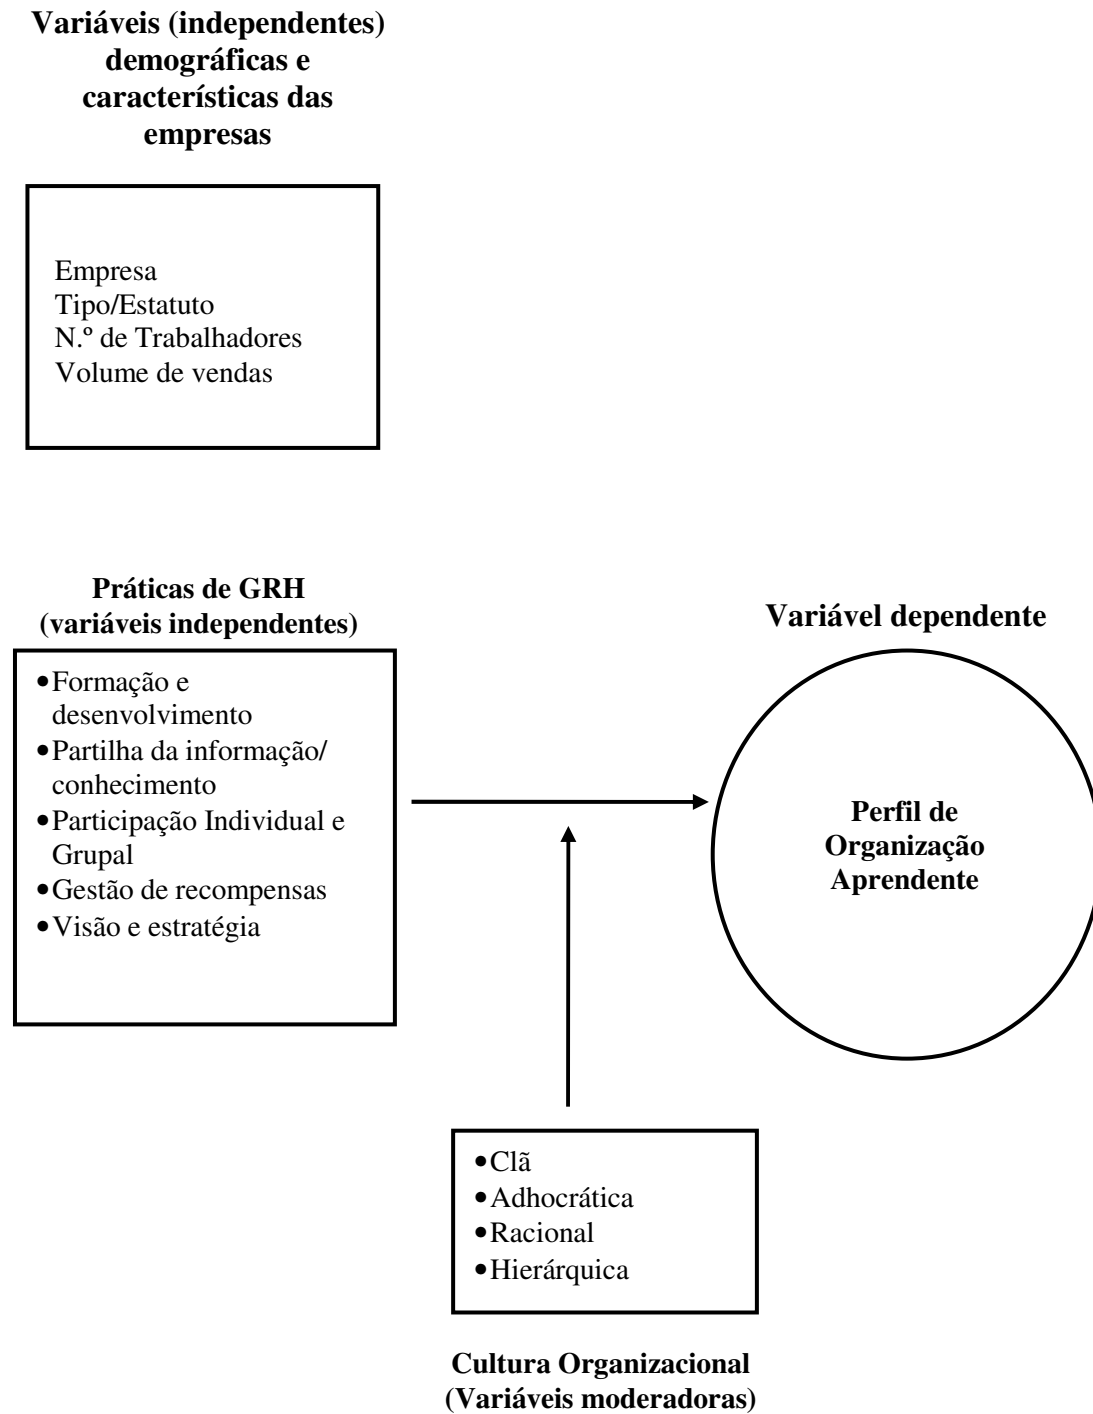 Variáveis (independentes)
demográficas e
característísticas das
empresas
Empresa
Tipo/Estatuto
N.º de Trabalhadores
Volume de vendas
Práticas de GRH
(variáveis independentes)
•Formação e
desenvolvimento
•Partilha da informação/
conhecimento
•Participação Individual e
Grupal
•Gestão de recompensas
•Visão e estratégia
Variável dependente
Perfil de
Organização
Aprendente
•Clã
•Adhocrática
•Racional
•Hierárquica
Cultura Organizacional
(Variáveis moderadoras)